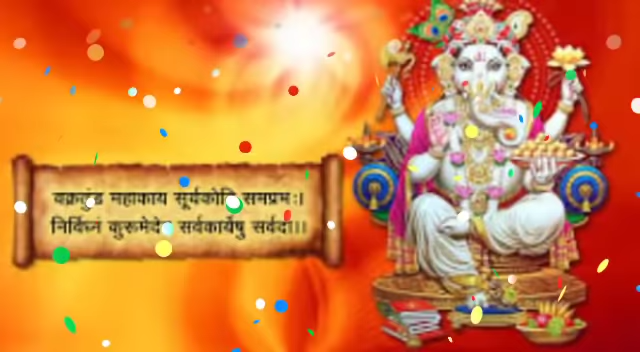 वक्रतुंड महाकाय सूर्यकोटि समप्रभः।
निर्विघ्नं कुरूमेदेव सर्वकार्येषु सर्वदा।।